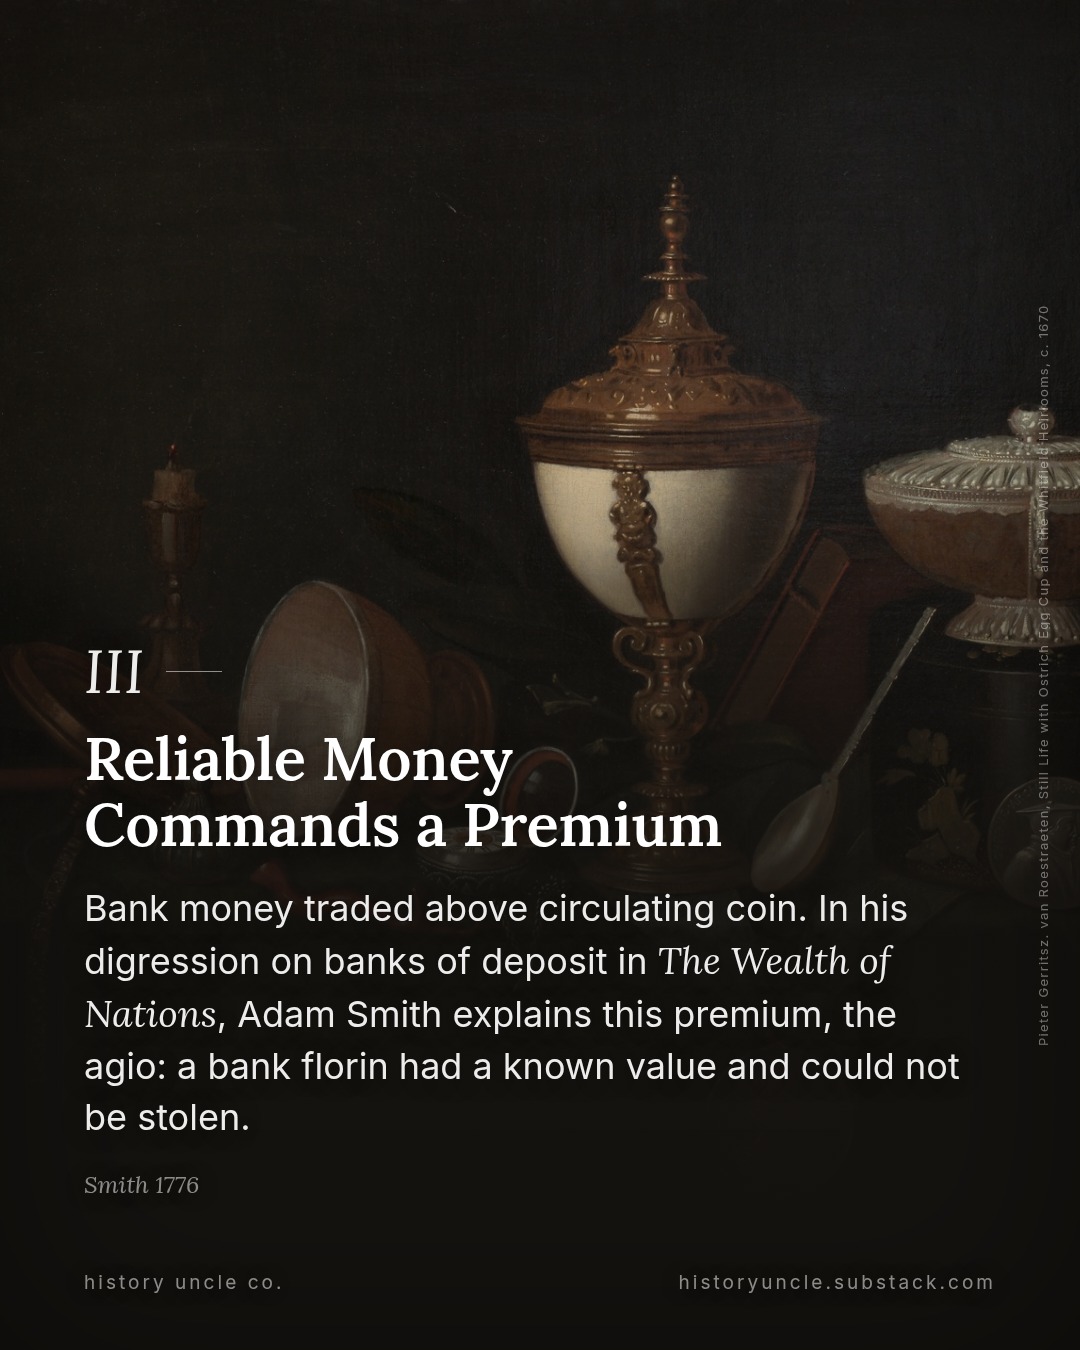 III
Reliable Money
Commands a Premium
Bank money traded above circulating coin. In his
digression on banks of deposit in The Wealth of
Nations, Adam Smith explains this premium, the
agio: a bank florin had a known value and could not
be stolen.
Smith 1776
history uncle co.
historyuncle.substack.com
Pieter Gerritsz. van Roestraeten, Still Life with Ostrich Egg Cup and the Whitfield Heirlooms, c. 1670